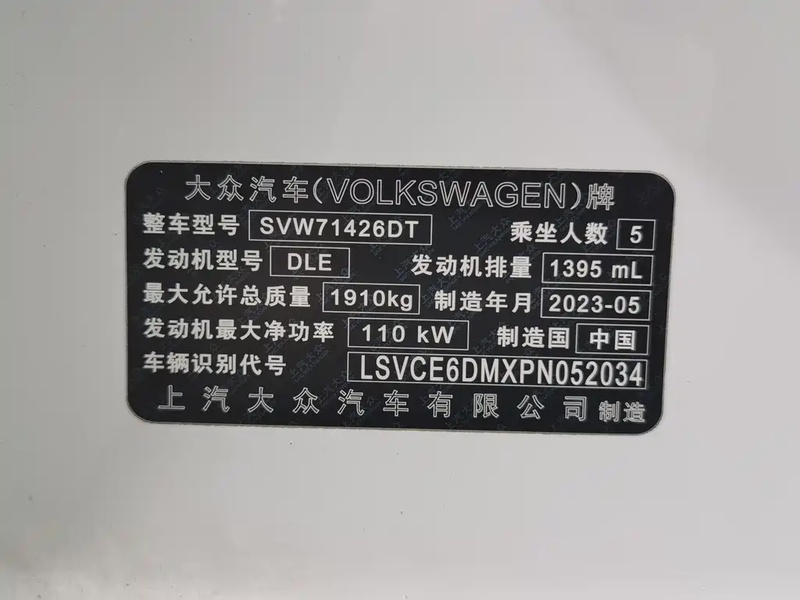 大众汽车(VOLKSWAGEN)牌
整车型号 SVW71426DT 乘坐人数 5
发动机型号 DLE 发动机排量 1395 mL
最大允许总质量 1910kg 制造年月 2023-05
发动机最大净功率 110 kW 制造国 中国
车辆识别代号 LSVCE6DMXPN052034
上汽大众汽车有限公司 制造